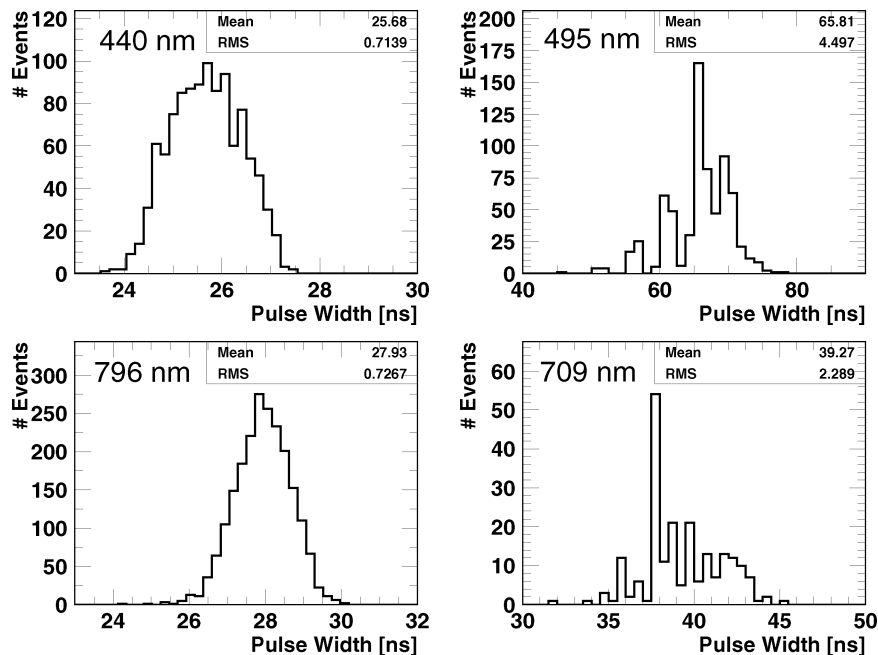 # Events
120
100
80
60
40
20
0
440 nm
Mean 25.68
RMS 0.7139
24 26 28 30
Pulse Width [ns]
# Events
200
175
150
125
100
75
50
25
0
495 nm
Mean 65.81
RMS 4.497
40 60 80
Pulse Width [ns]
# Events
300
250
200
150
100
50
0
796 nm
Mean 27.93
RMS 0.7267
24 26 28 30 32
Pulse Width [ns]
# Events
60
50
40
30
20
10
0
709 nm
Mean 39.27
RMS 2.289
30 35 40 45 50
Pulse Width [ns]